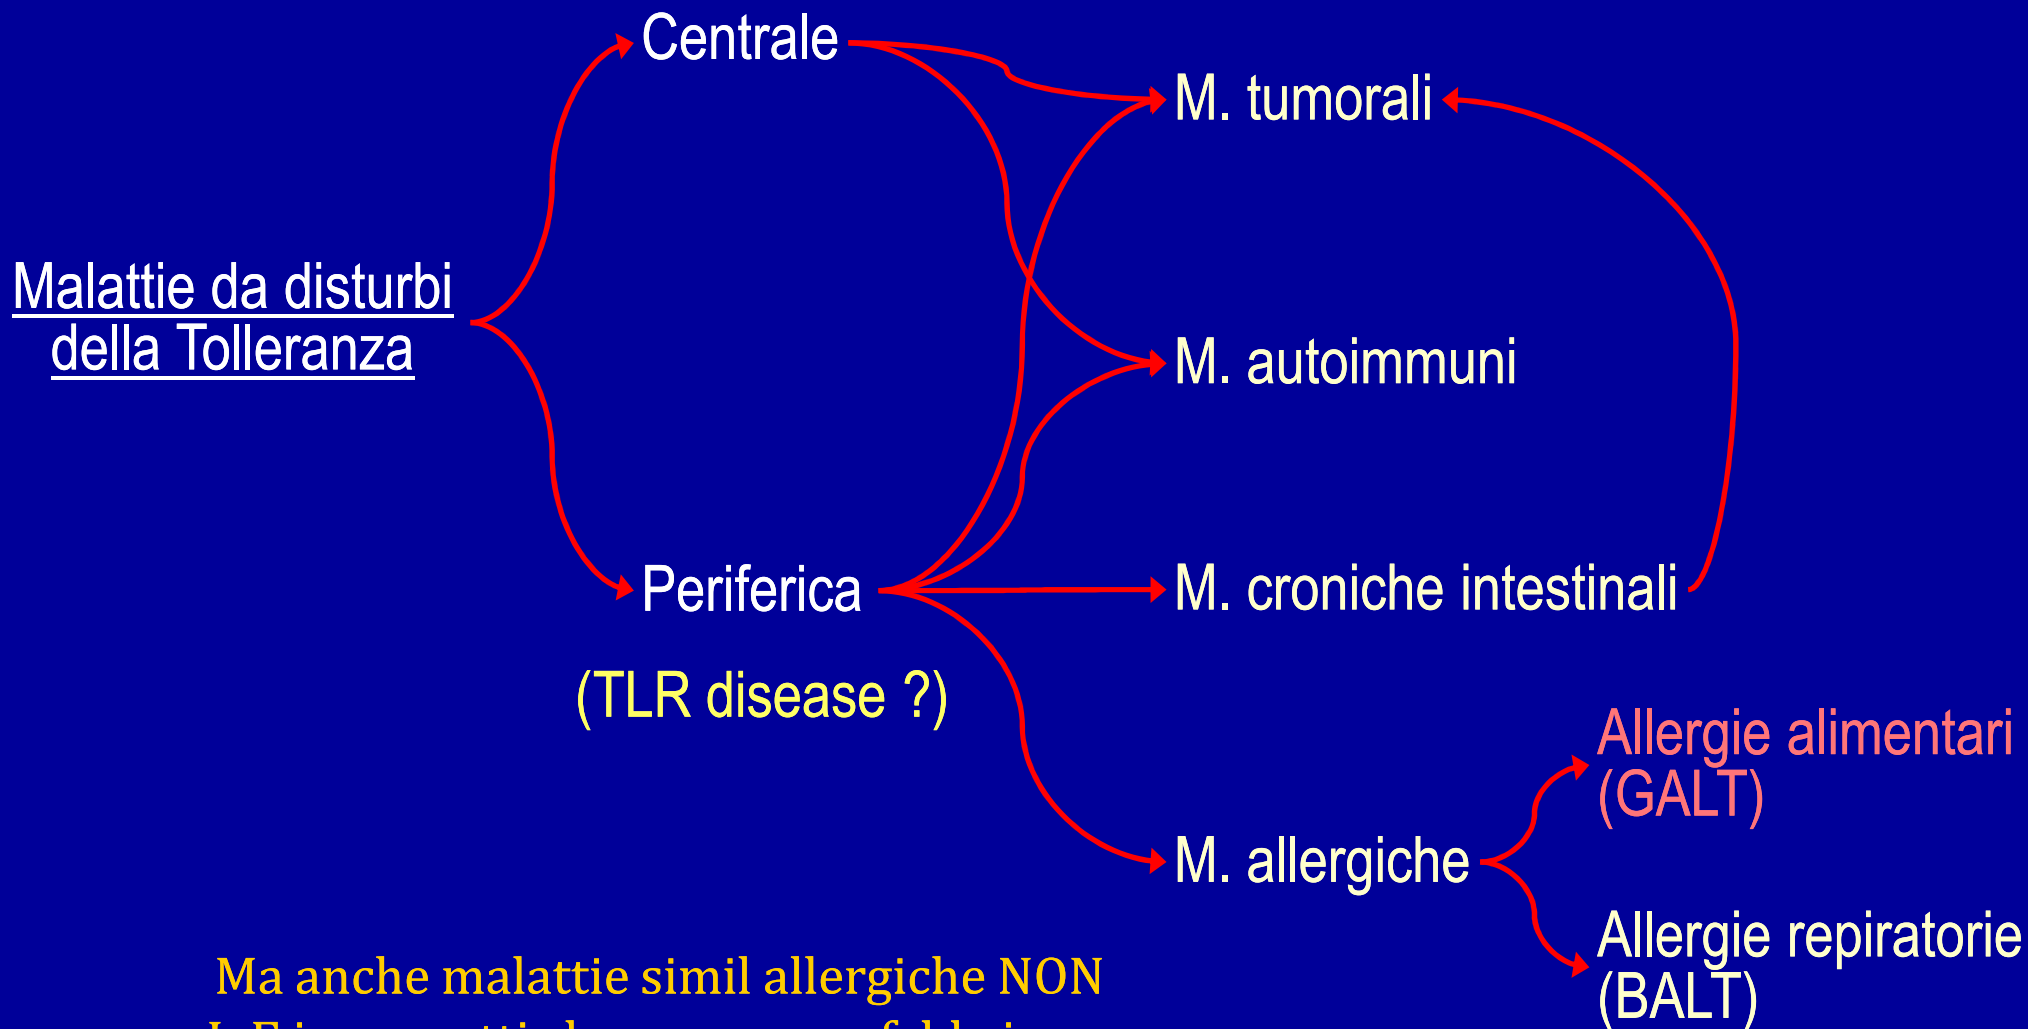 Centrale
M. tumorali
Malattie da disturbi
della Tolleranza
M. autoimmuni
Periferica
M. croniche intestinali
(TLR disease ?)
Allergie alimentari
(GALT)
M. allergiche
Allergie repiratorie
(BALT)
Ma anche malattie simil allergiche NON